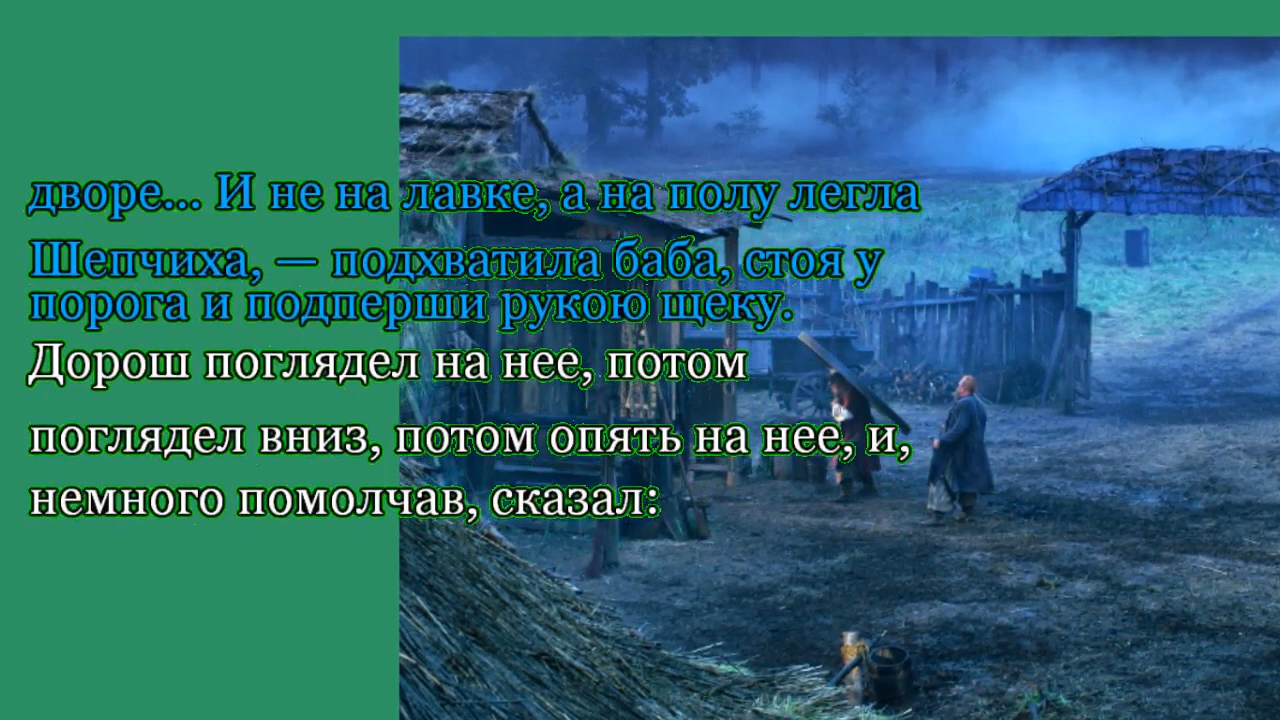 дворе... И не на лавке, а на полу легла
Шепчиха, — подхватила баба, стоя у
порога и подперши рукою щеку.
Дорош поглядел на нее, потом
поглядел вниз, потом опять на нее, и,
немного помолчав, сказал: